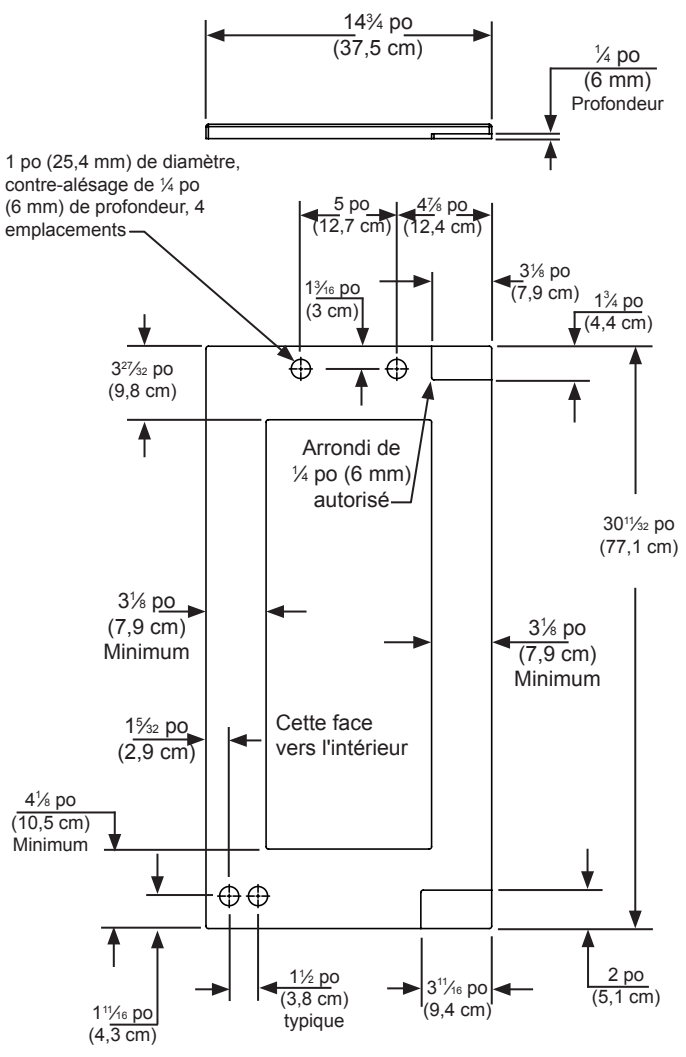 14¾ po
(37,5 cm)
¼ po
(6 mm)
Profondeur
1 po (25,4 mm) de diamètre,
contre-alésage de ¼ po
(6 mm) de profondeur, 4
emplacements
5 po
(12,7 cm)
4⅞ po
(12,4 cm)
3⅛ po
(7,9 cm)
1¾ po
(4,4 cm)
1³⁄₁₆ po
(3 cm)
3²⁷⁄₃₂ po
(9,8 cm)
Arrondi de
¼ po (6 mm)
autorisé
30¹¹⁄₃₂ po
(77,1 cm)
3⅛ po
(7,9 cm)
Minimum
3⅛ po
(7,9 cm)
Minimum
1⁵⁄₃₂ po
(2,9 cm)
Cette face
vers l'intérieur
4⅛ po
(10,5 cm)
Minimum
1½ po
(3,8 cm)
typique
3¹¹⁄₁₆ po
(9,4 cm)
2 po
(5,1 cm)
1¹¹⁄₁₆ po
(4,3 cm)